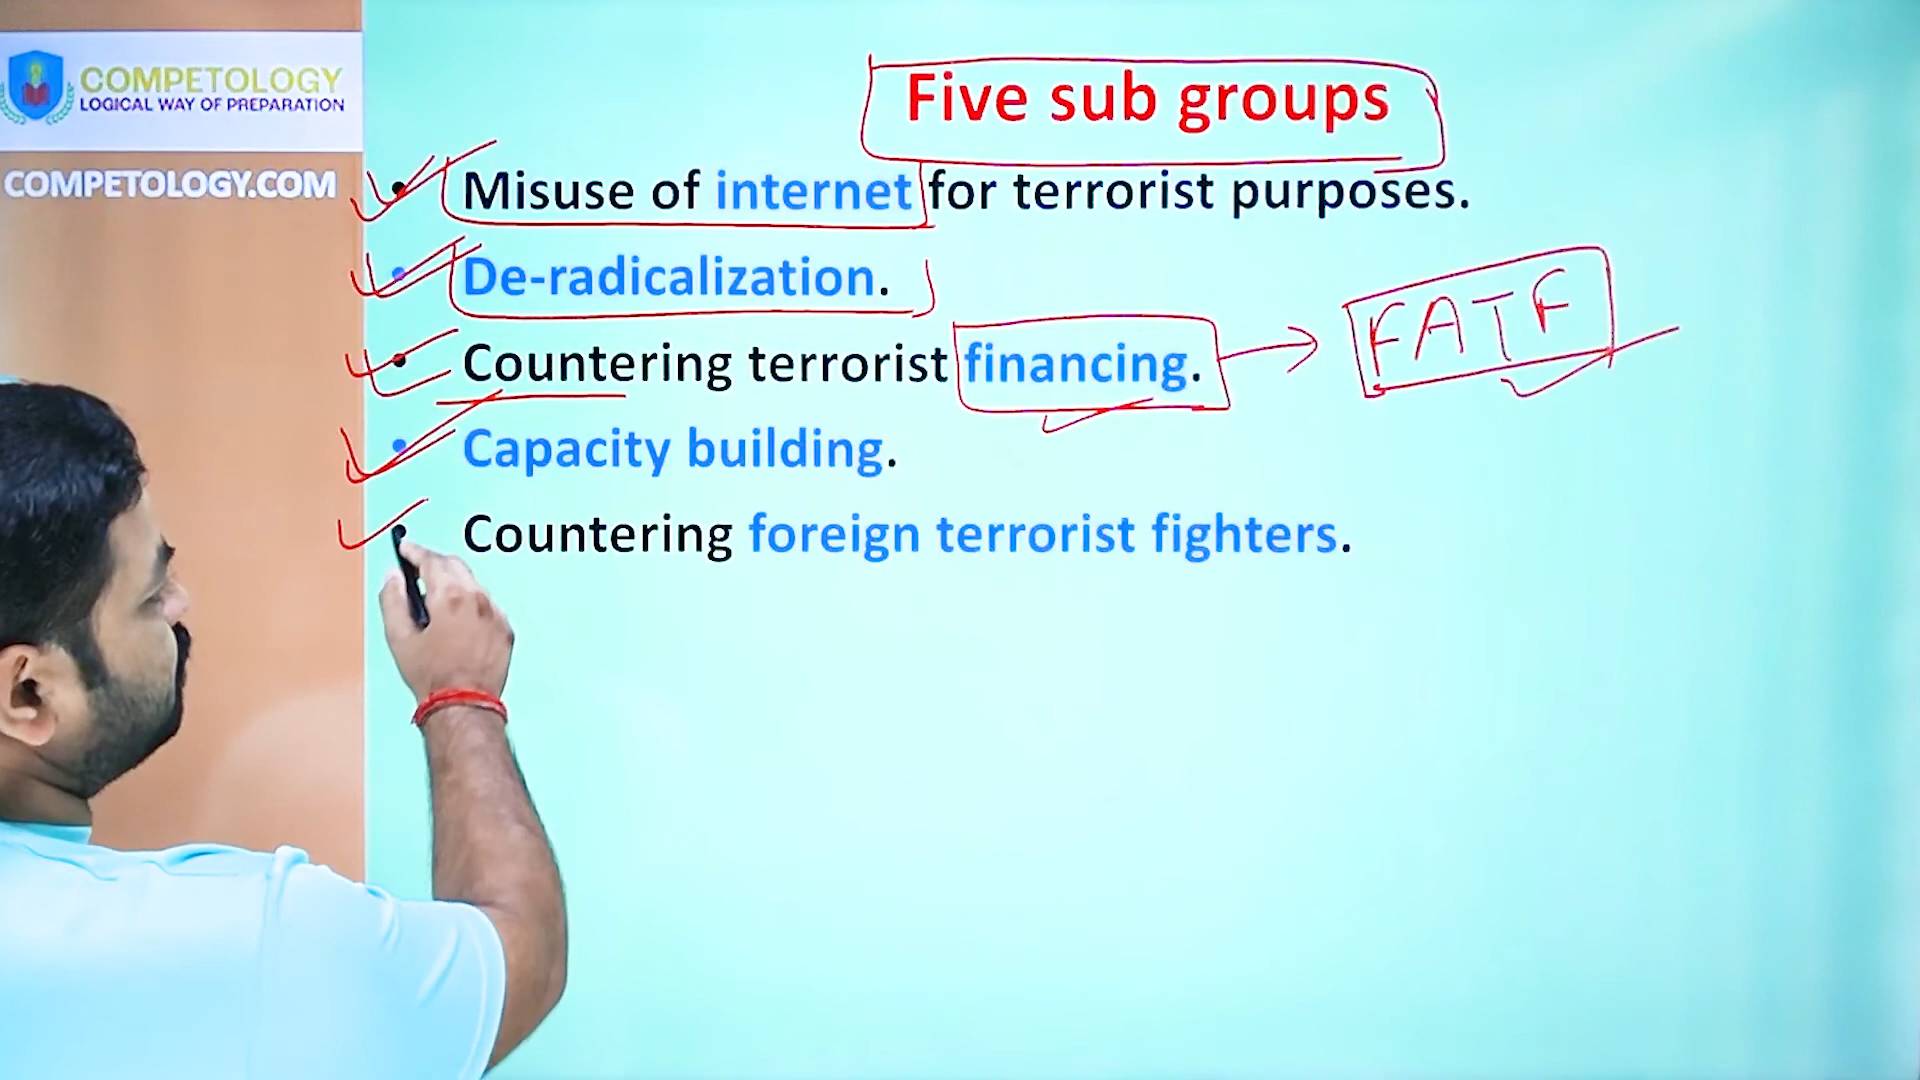 COMPETOLOGY
LOGICAL WAY OF PREPARATION
COMPETOLOGY.COM
Five sub groups
• Misuse of internet for terrorist purposes.
• De-radicalization.
• Countering terrorist financing. → FATF
• Capacity building.
• Countering foreign terrorist fighters.